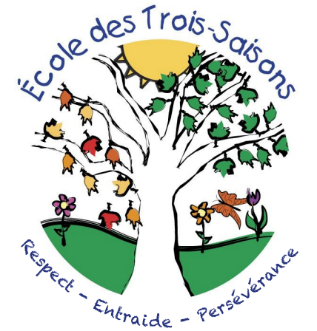 École des Trois-Saisons
Respect - Entraide - Persévérance